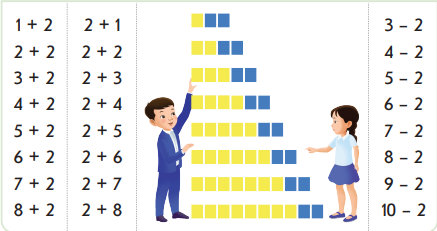 1 + 2 2 + 1 3 – 2
2 + 2 2 + 2 4 – 2
3 + 2 2 + 3 5 – 2
4 + 2 2 + 4 6 – 2
5 + 2 2 + 5 7 – 2
6 + 2 2 + 6 8 – 2
7 + 2 2 + 7 9 – 2
8 + 2 2 + 8 10 – 2